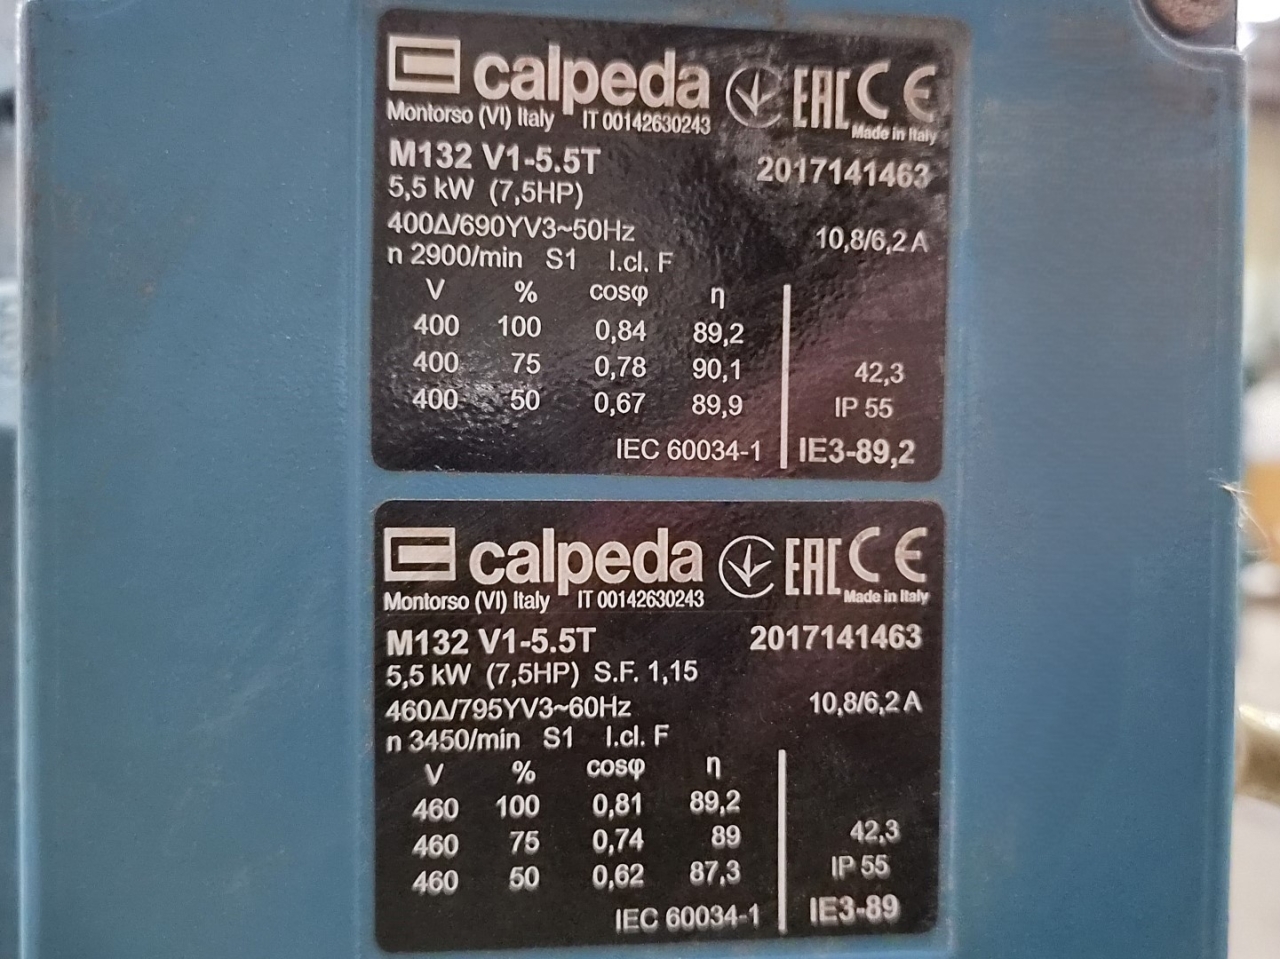 calpeda EAC CE
Montorso (VI) Italy IT 00142630243 Made in Italy
M132 V1-5.5T 2017141463
5,5 kW (7,5HP)
400Δ/690YV3~50Hz 10,8/6,2 A
n 2900/min S1 I.cl. F
V % cosφ η
400 100 0,84 89,2
400 75 0,78 90,1 42,3
400 50 0,67 89,9 IP 55
IEC 60034-1 IE3-89,2
calpeda EAC CE
Montorso (VI) Italy IT 00142630243 Made in Italy
M132 V1-5.5T 2017141463
5,5 kW (7,5HP) S.F. 1,15
460Δ/795YV3~60Hz 10,8/6,2 A
n 3450/min S1 I.cl. F
V % cosφ η
460 100 0,81 89,2
460 75 0,74 89 42,3
460 50 0,62 87,3 IP 55
IEC 60034-1 IE3-89